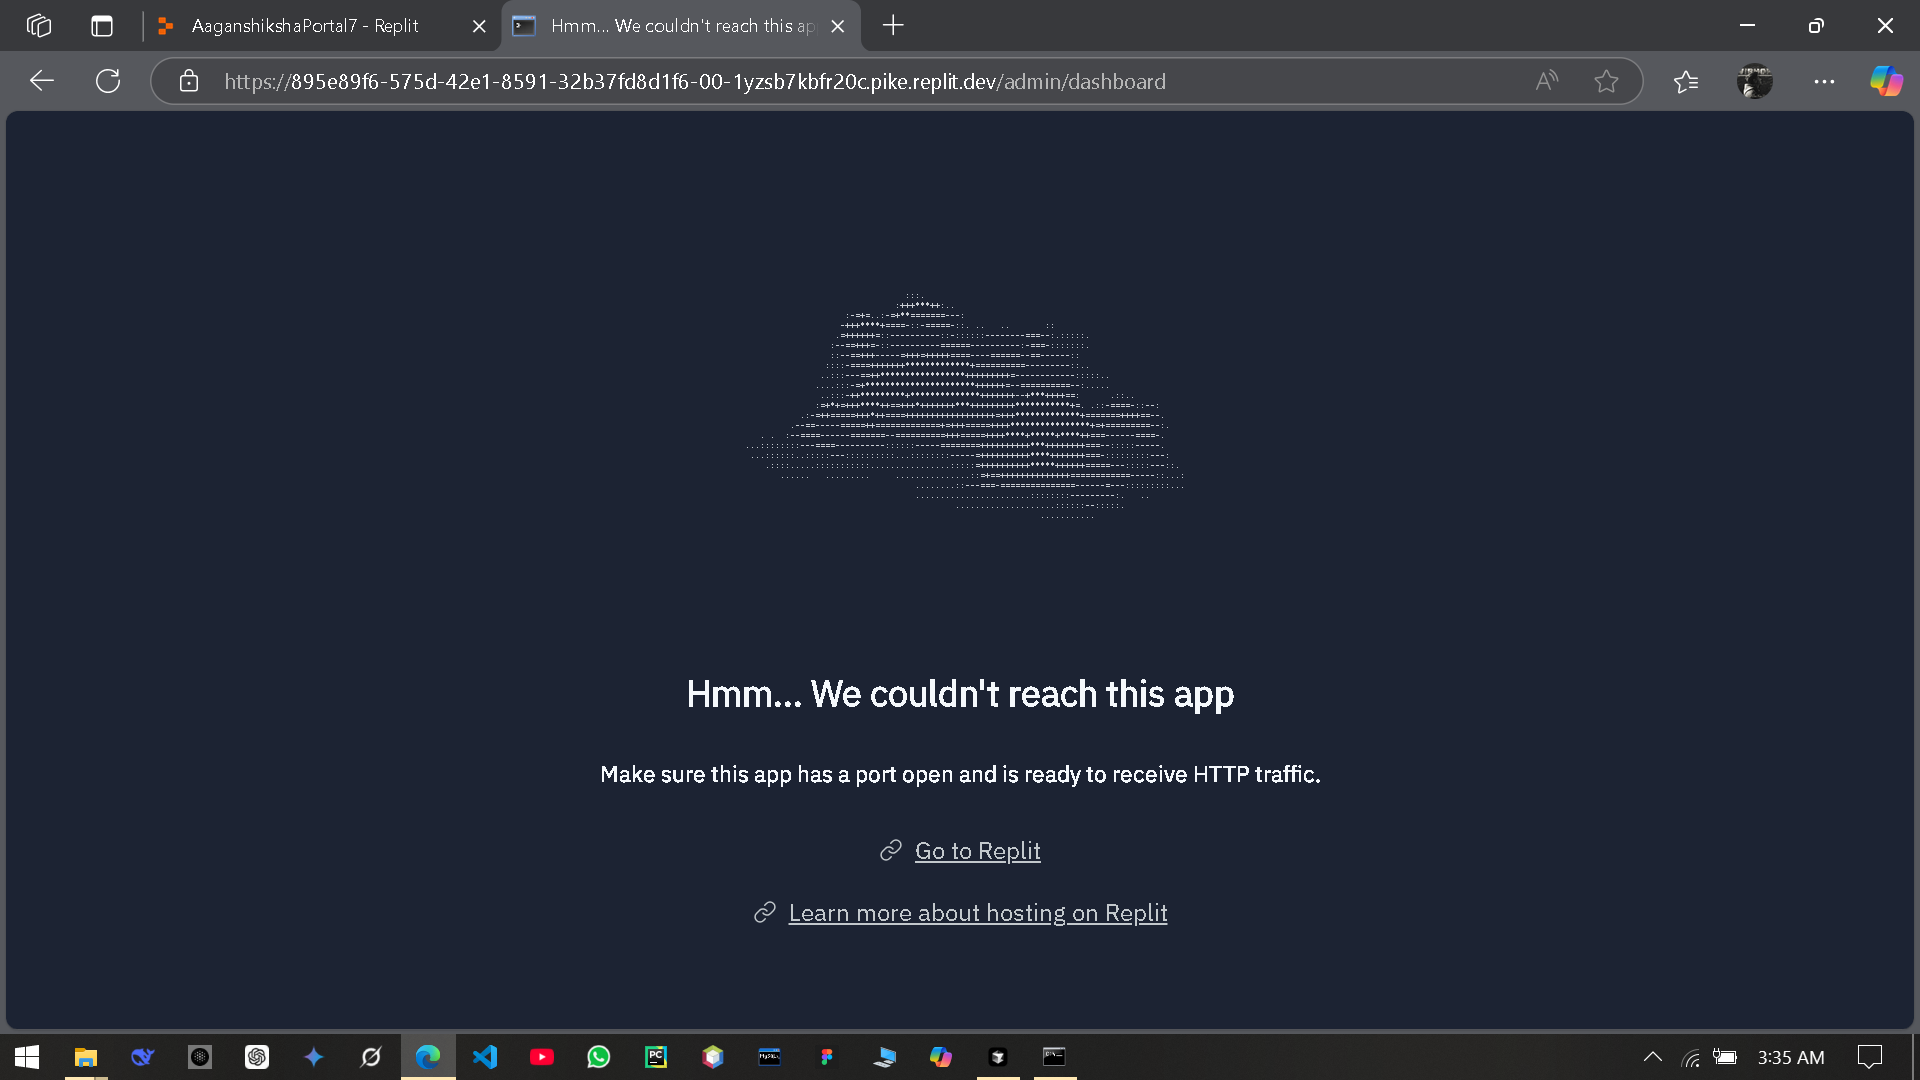 AaganshikshaPortal7 - Replit
Hmm... We couldn't reach this ap
https://895e89f6-575d-42e1-8591-32b37fd8d1f6-00-1yzsb7kbfr20c.pike.replit.dev/admin/dashboard
Hmm... We couldn't reach this app
Make sure this app has a port open and is ready to receive HTTP traffic.
Go to Replit
Learn more about hosting on Replit
PC
MySQL
3:35 AM